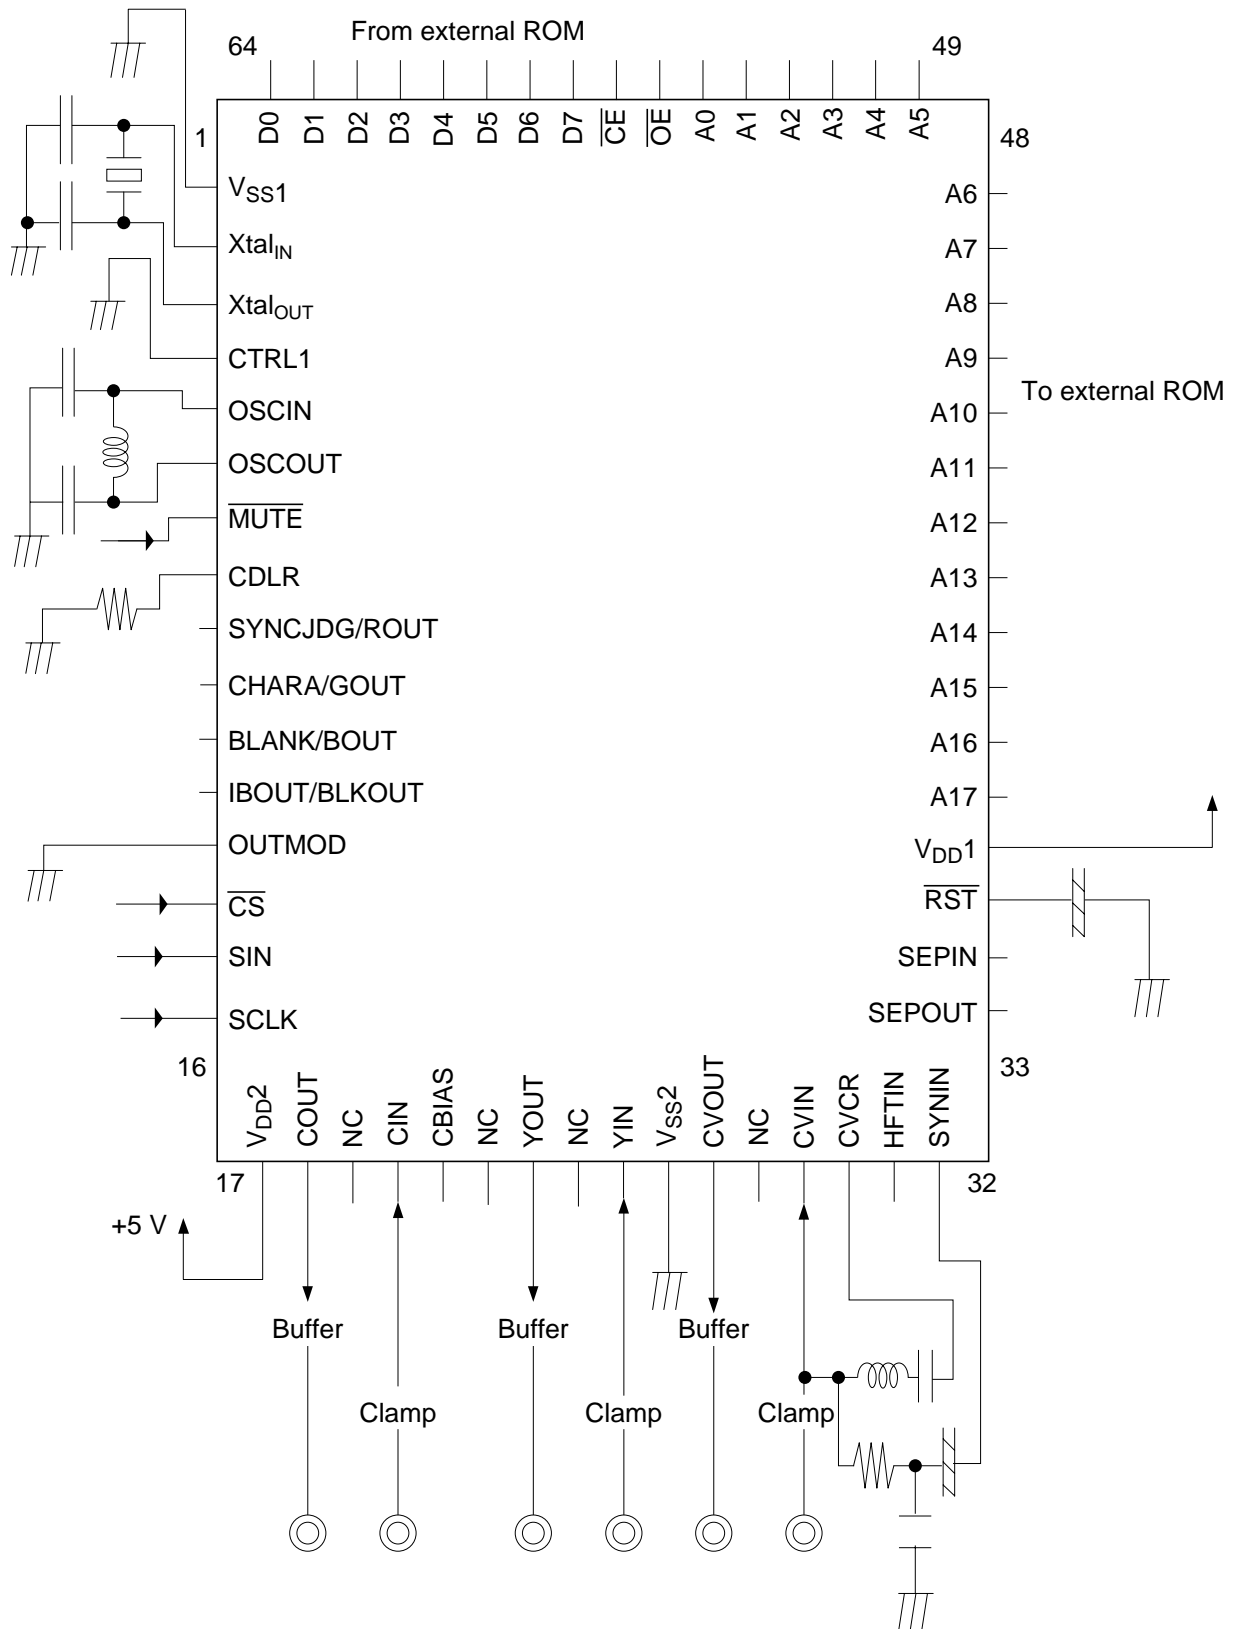 From external ROM
64
49
D0
D1
D2
D3
D4
D5
D6
D7
CE
OE
A0
A1
A2
A3
A4
A5
1
48
VSS1
XtalIN
XtalOUT
CTRL1
OSCIN
OSCOUT
MUTE
CDLR
SYNCJDG/ROUT
CHARA/GOUT
BLANK/BOUT
IBOUT/BLKOUT
OUTMOD
CS
SIN
SCLK
A6
A7
A8
A9
A10
A11
A12
A13
A14
A15
A16
A17
VDD1
RST
SEPIN
SEPOUT
To external ROM
16
33
VDD2
COUT
NC
CIN
CBIAS
NC
YOUT
NC
YIN
VSS2
CVOUT
NC
CVIN
CVCR
HFTIN
SYNIN
17
32
+5 V
Buffer
Buffer
Buffer
Clamp
Clamp
Clamp